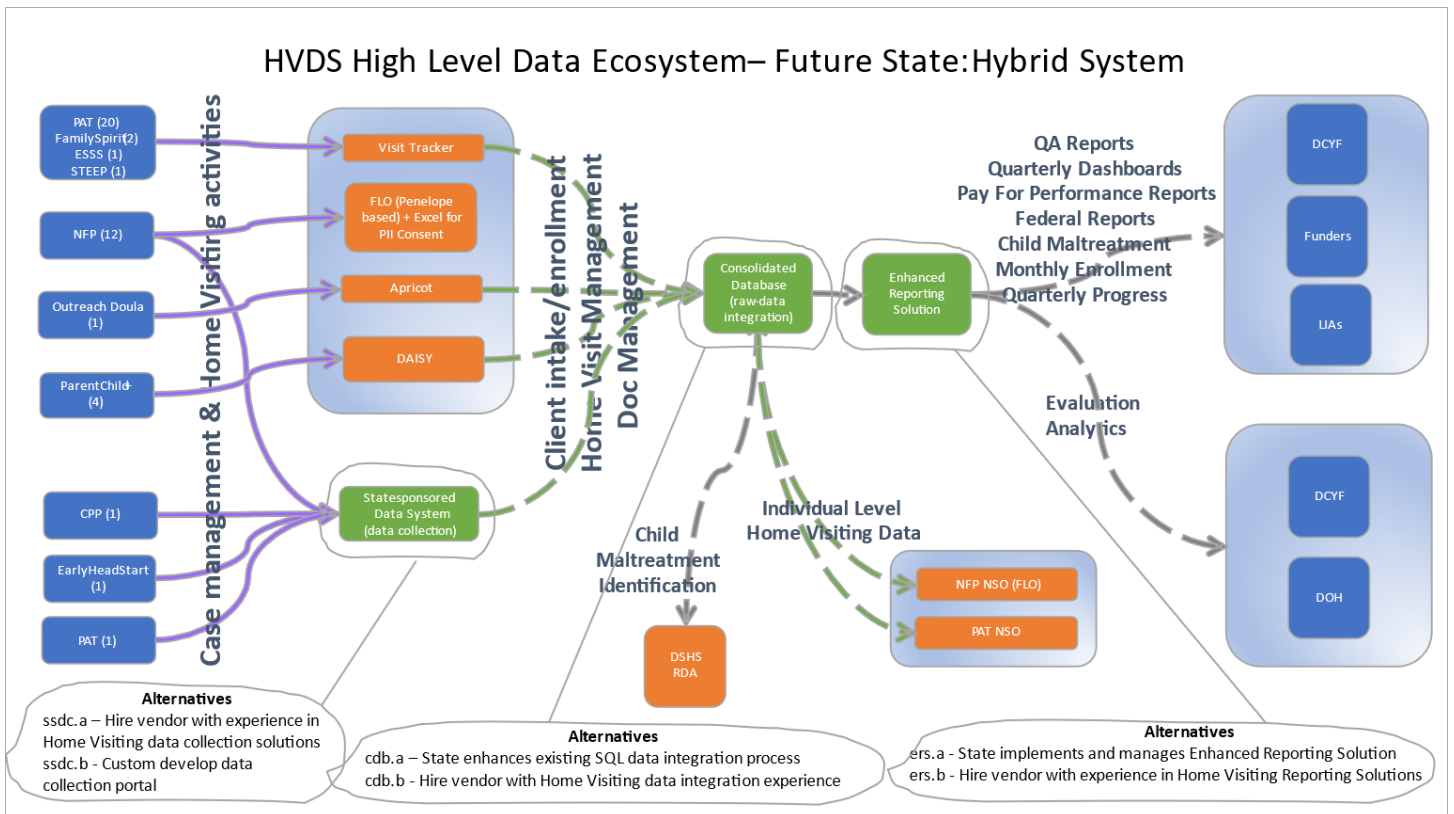 HVDS High Level Data Ecosystem– Future State:Hybrid System
PAT (20)
FamilySpirit(2)
ESSS (1)
STEEP (1)
NFP (12)
Outreach Doula
(1)
ParentChild+
(4)
CPP (1)
EarlyHeadStart
(1)
PAT (1)
Case management & Home Visiting activities
Visit Tracker
FLO (Penelope
based) + Excel for
PII Consent
Apricot
DAISY
Statesponsored
Data System
(data collection)
Client intake/enrollment
Home Visit Management
Doc Management
Consolidated
Database
(raw-data
integration)
Enhanced
Reporting
Solution
QA Reports
Quarterly Dashboards
Pay For Performance Reports
Federal Reports
Child Maltreatment
Monthly Enrollment
Quarterly Progress
DCYF
Funders
LIAs
Evaluation
Analytics
DCYF
DOH
Child
Maltreatment
Identification
Individual Level
Home Visiting Data
NFP NSO (FLO)
PAT NSO
DSHS
RDA
Alternatives
ssdc.a – Hire vendor with experience in
Home Visiting data collection solutions
ssdc.b - Custom develop data
collection portal
Alternatives
cdb.a – State enhances existing SQL data integration process
cdb.b - Hire vendor with Home Visiting data integration experience
Alternatives
ers.a - State implements and manages Enhanced Reporting Solution
ers.b - Hire vendor with experience in Home Visiting Reporting Solutions